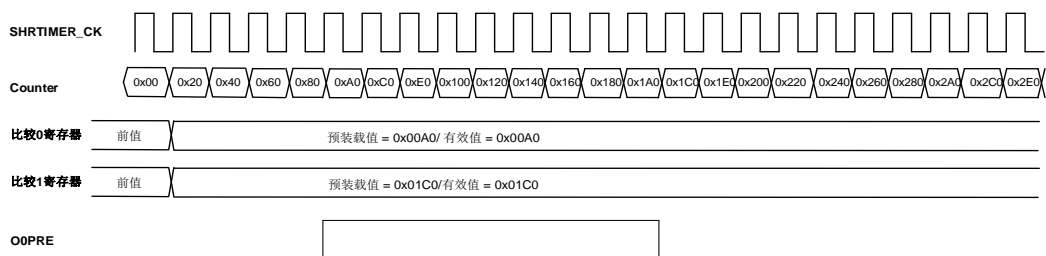 SHRTIMER_CK
Counter 0x00 0x20 0x40 0x60 0x80 0xA0 0xC0 0xE0 0x100 0x120 0x140 0x160 0x180 0x1A0 0x1C0 0x1E0 0x200 0x220 0x240 0x260 0x280 0x2A0 0x2C0 0x2E0
比较0寄存器 前值 预装载值 = 0x00A0/ 有效值 = 0x00A0
比较1寄存器 前值 预装载值 = 0x01C0/有效值 = 0x01C0
O0PRE